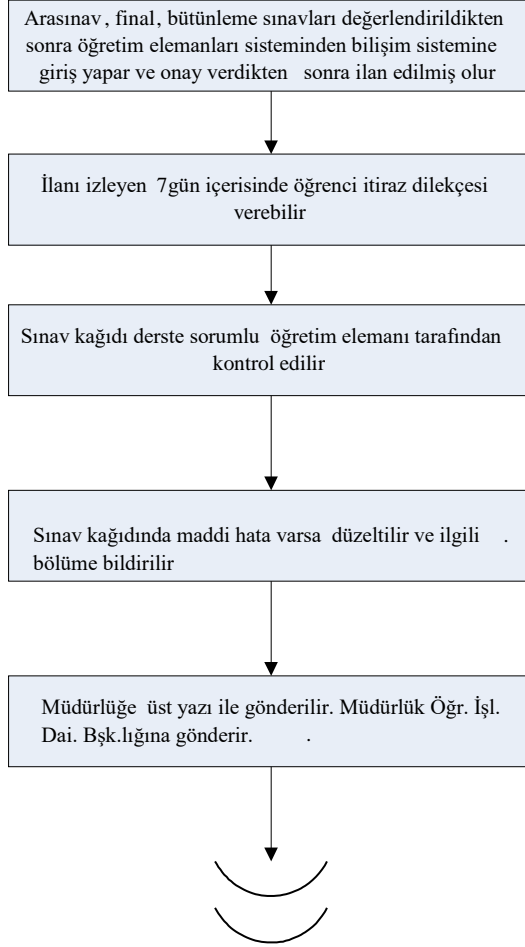 Arasınav, final, bütünleme sınavları değerlendirildikten
sonra öğretim elemanları sisteminden bilişim sistemine
giriş yapar ve onay verdikten sonra ilan edilmiş olur
İlanı izleyen 7gün içerisinde öğrenci itiraz dilekçesi
verebilir
Sınav kağıdı derste sorumlu öğretim elemanı tarafından
kontrol edilir
Sınav kağıdında maddi hata varsa düzeltilir ve ilgili .
bölüme bildirilir
Müdürlüğe üst yazı ile gönderilir. Müdürlük Öğr. İşl.
Dai. Bşk.lığına gönderir. .